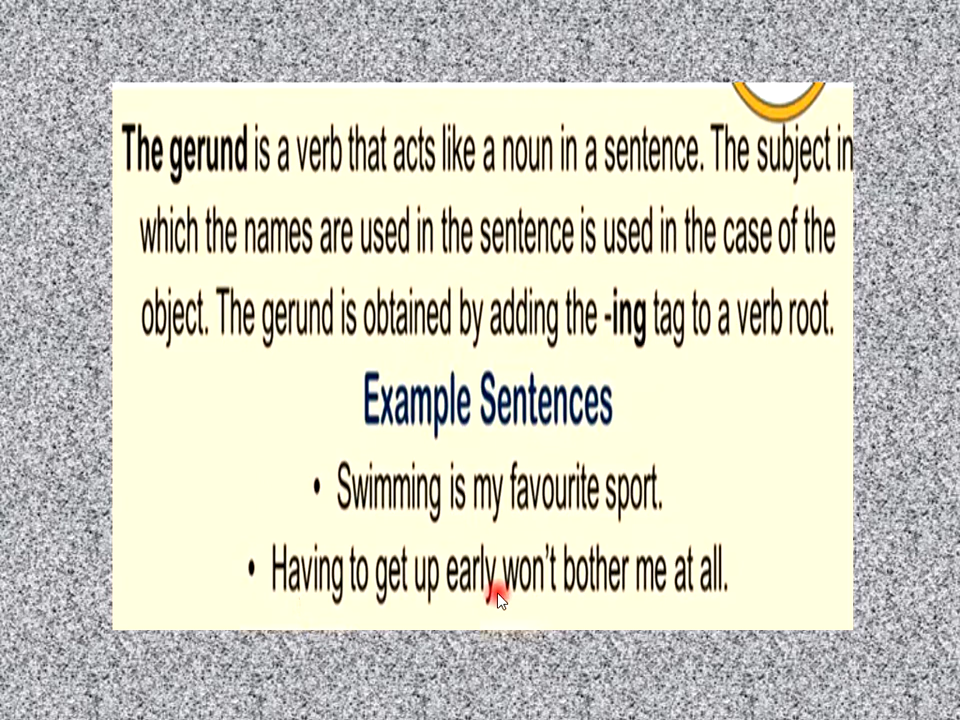 The gerund is a verb that acts like a noun in a sentence. The subject in
which the names are used in the sentence is used in the case of the
object. The gerund is obtained by adding the -ing tag to a verb root.
Example Sentences
• Swimming is my favourite sport.
• Having to get up early won't bother me at all.